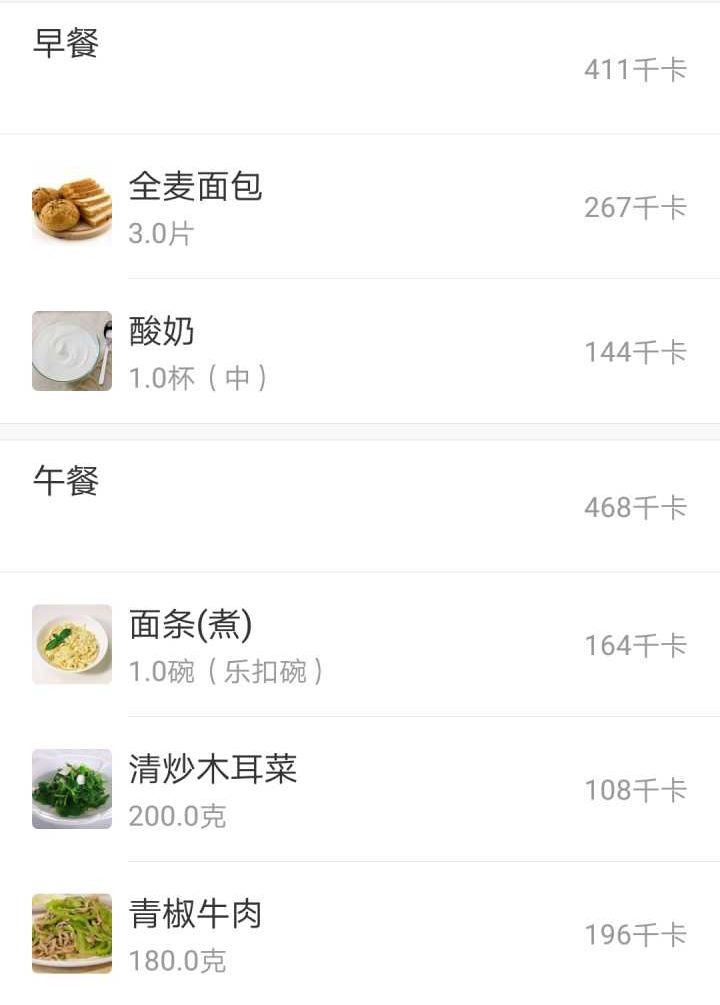 早餐
411千卡
全麦面包
267千卡
3.0片
酸奶
144千卡
1.0杯（中）
午餐
468千卡
面条(煮)
164千卡
1.0碗（乐扣碗）
清炒木耳菜
108千卡
200.0克
青椒牛肉
196千卡
180.0克